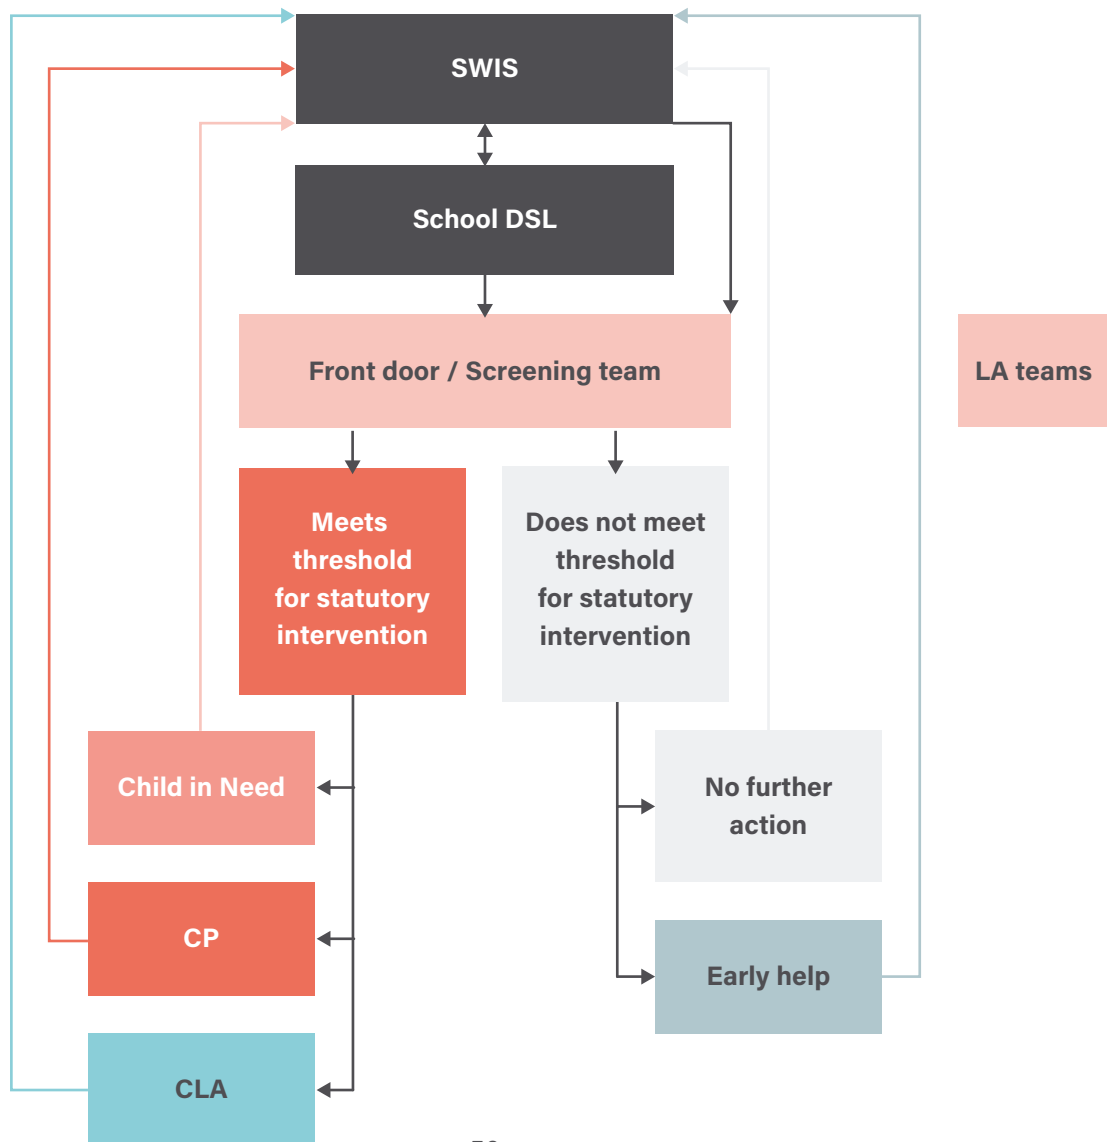 SWIS
School DSL
Front door / Screening team
LA teams
Meets
threshold
for statutory
intervention
Does not meet
threshold
for statutory
intervention
Child in Need
No further
action
CP
Early help
CLA